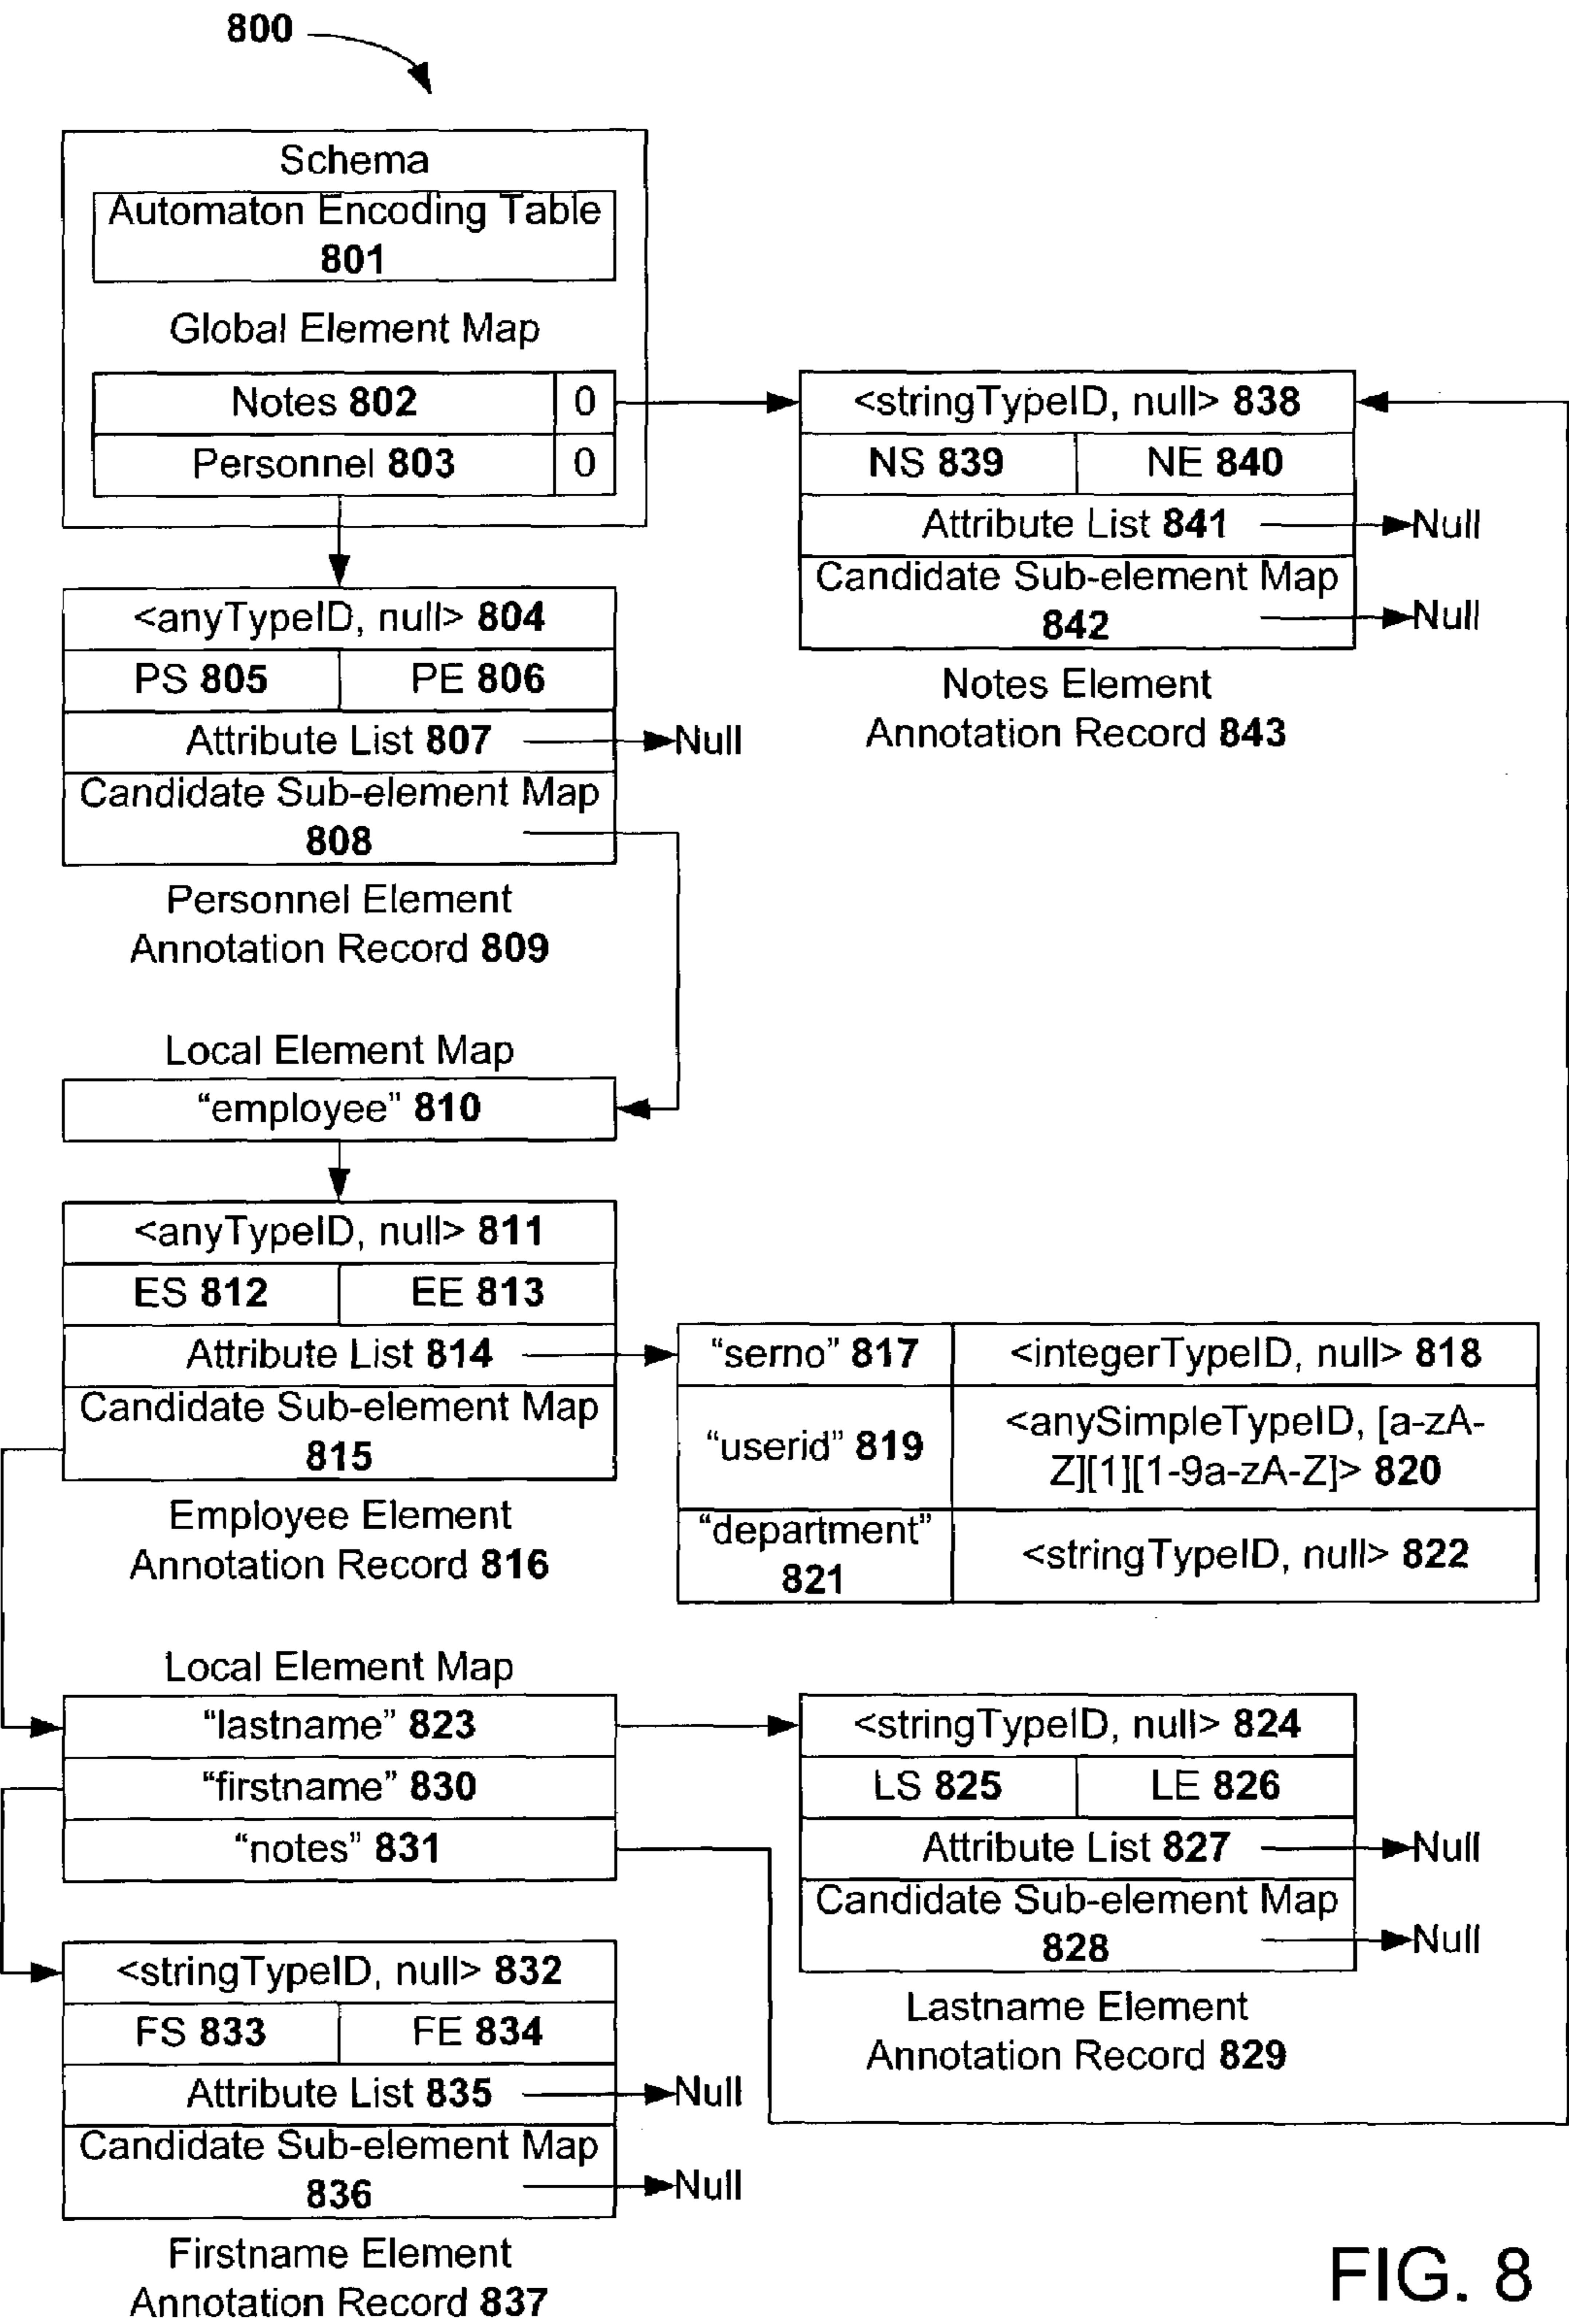 800
Schema
Automaton Encoding Table
801
Global Element Map
Notes 802
0
Personnel 803
0
<stringTypeID, null> 838
NS 839
NE 840
Attribute List 841
Null
Candidate Sub-element Map
842
Null
Notes Element
Annotation Record 843
<anyTypeID, null> 804
PS 805
PE 806
Attribute List 807
Null
Candidate Sub-element Map
808
Personnel Element
Annotation Record 809
Local Element Map
“employee” 810
<anyTypeID, null> 811
ES 812
EE 813
Attribute List 814
Candidate Sub-element Map
815
Employee Element
Annotation Record 816
“serno” 817
<integerTypeID, null> 818
“userid” 819
<anySimpleTypeID, [a-zA-
Z][1][1-9a-zA-Z]> 820
“department”
821
<stringTypeID, null> 822
Local Element Map
“lastname” 823
“firstname” 830
“notes” 831
<stringTypeID, null> 824
LS 825
LE 826
Attribute List 827
Null
Candidate Sub-element Map
828
Null
Lastname Element
Annotation Record 829
<stringTypeID, null> 832
FS 833
FE 834
Attribute List 835
Null
Candidate Sub-element Map
836
Null
Firstname Element
Annotation Record 837
FIG. 8